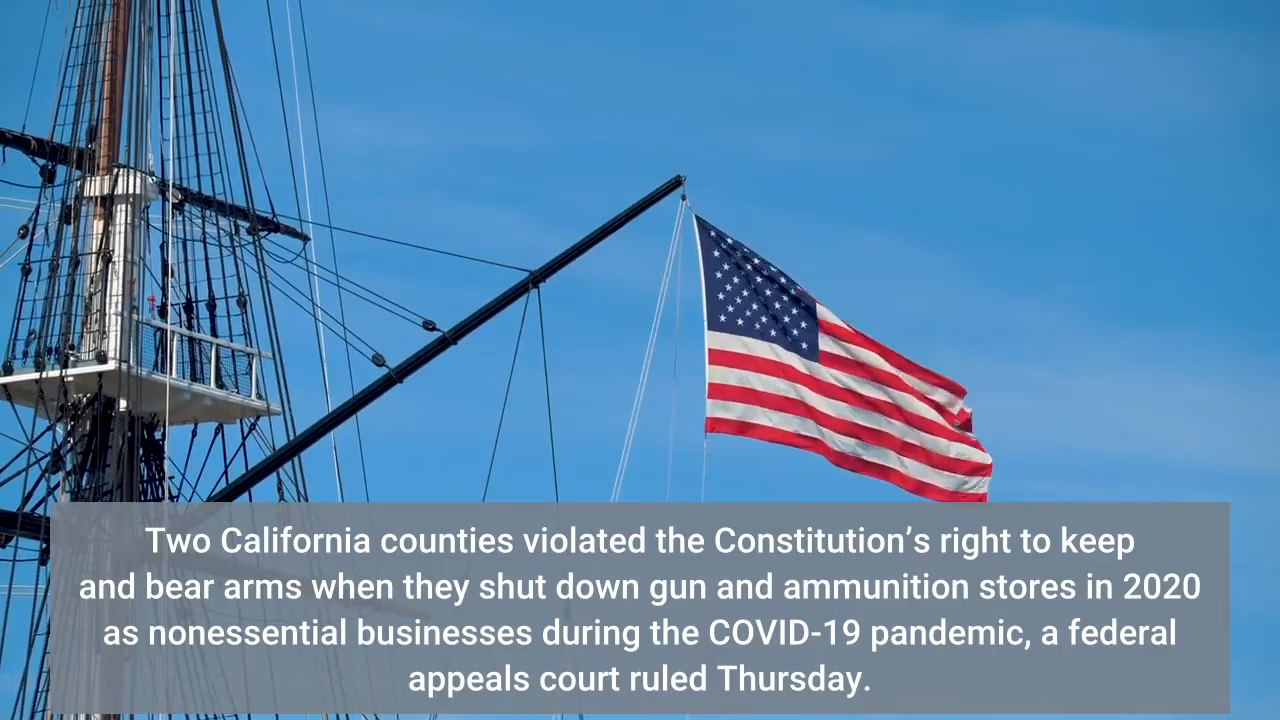 Two California counties violated the Constitution’s right to keep
and bear arms when they shut down gun and ammunition stores in 2020
as nonessential businesses during the COVID-19 pandemic, a federal
appeals court ruled Thursday.